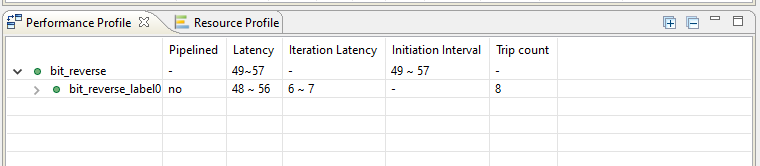 Performance Profile Resource Profile
Pipelined Latency Iteration Latency Initiation Interval Trip count
bit_reverse - 49~57 - 49 ~ 57 -
bit_reverse_label0 no 48 ~ 56 6 ~ 7 - 8